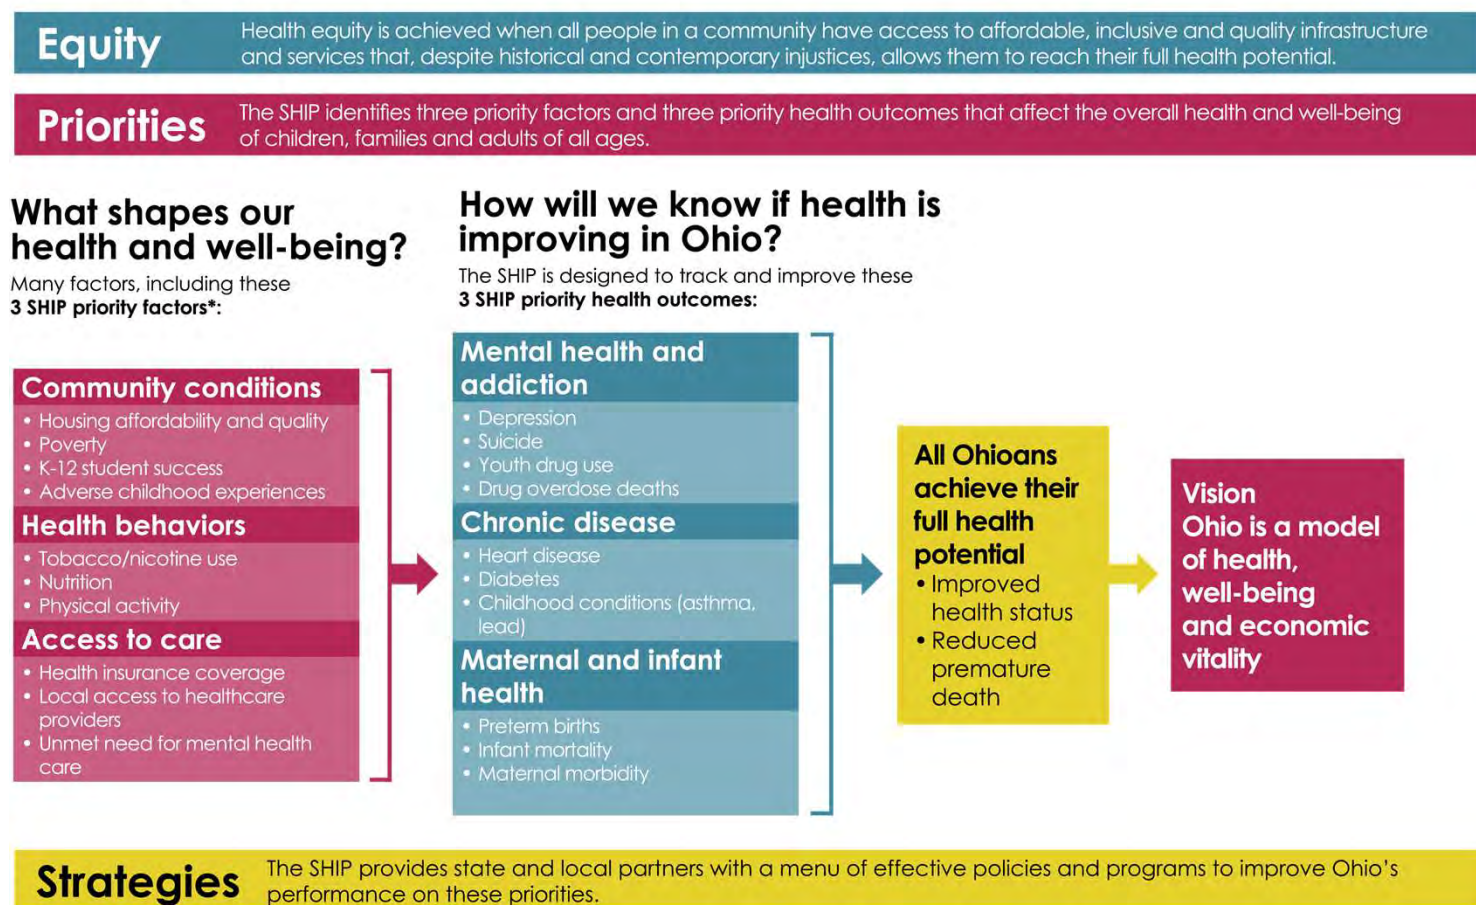 Equity
Health equity is achieved when all people in a community have access to affordable, inclusive and quality infrastructure
and services that, despite historical and contemporary injustices, allows them to reach their full health potential.
Priorities
The SHIP identifies three priority factors and three priority health outcomes that affect the overall health and well-being
of children, families and adults of all ages.
What shapes our
health and well-being?
Many factors, including these
3 SHIP priority factors*:
Community conditions
• Housing affordability and quality
• Poverty
• K-12 student success
• Adverse childhood experiences
Health behaviors
• Tobacco/nicotine use
• Nutrition
• Physical activity
Access to care
• Health insurance coverage
• Local access to healthcare
providers
• Unmet need for mental health
care
How will we know if health is
improving in Ohio?
The SHIP is designed to track and improve these
3 SHIP priority health outcomes:
Mental health and
addiction
• Depression
• Suicide
• Youth drug use
• Drug overdose deaths
Chronic disease
• Heart disease
• Diabetes
• Childhood conditions (asthma,
lead)
Maternal and infant
health
• Preterm births
• Infant mortality
• Maternal morbidity
All Ohioans
achieve their
full health
potential
• Improved
health status
• Reduced
premature
death
Vision
Ohio is a model
of health,
well-being
and economic
vitality
Strategies
The SHIP provides state and local partners with a menu of effective policies and programs to improve Ohio's
performance on these priorities.